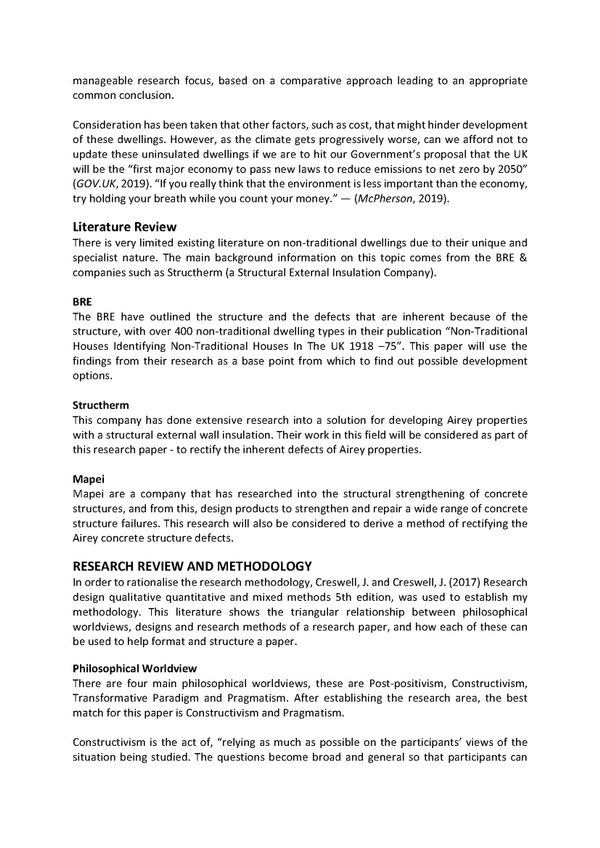 manageable research focus, based on a comparative approach leading to an appropriate
common conclusion.
Consideration has been taken that other factors, such as cost, that might hinder development
of these dwellings. However, as the climate gets progressively worse, can we afford not to
update these uninsulated dwellings if we are to hit our Government's proposal that the UK
will be the "first major economy to pass new laws to reduce emissions to net zero by 2050"
(GOV.UK, 2019). "If you really think that the environment is less important than the economy,
try holding your breath while you count your money." — (McPherson, 2019).
Literature Review
There is very limited existing literature on non-traditional dwellings due to their unique and
specialist nature. The main background information on this topic comes from the BRE &
companies such as Structherm (a Structural External Insulation Company).
BRE
The BRE have outlined the structure and the defects that are inherent because of the
structure, with over 400 non-traditional dwelling types in their publication "Non-Traditional
Houses Identifying Non-Traditional Houses In The UK 1918 –75". This paper will use the
findings from their research as a base point from which to find out possible development
options.
Structherm
This company has done extensive research into a solution for developing Airey properties
with a structural external wall insulation. Their work in this field will be considered as part of
this research paper - to rectify the inherent defects of Airey properties.
Mapei
Mapei are a company that has researched into the structural strengthening of concrete
structures, and from this, design products to strengthen and repair a wide range of concrete
structure failures. This research will also be considered to derive a method of rectifying the
Airey concrete structure defects.
RESEARCH REVIEW AND METHODOLOGY
In order to rationalise the research methodology, Creswell, J. and Creswell, J. (2017) Research
design qualitative quantitative and mixed methods 5th edition, was used to establish my
methodology. This literature shows the triangular relationship between philosophical
worldviews, designs and research methods of a research paper, and how each of these can
be used to help format and structure a paper.
Philosophical Worldview
There are four main philosophical worldviews, these are Post-positivism, Constructivism,
Transformative Paradigm and Pragmatism. After establishing the research area, the best
match for this paper is Constructivism and Pragmatism.
Constructivism is the act of, "relying as much as possible on the participants' views of the
situation being studied. The questions become broad and general so that participants can